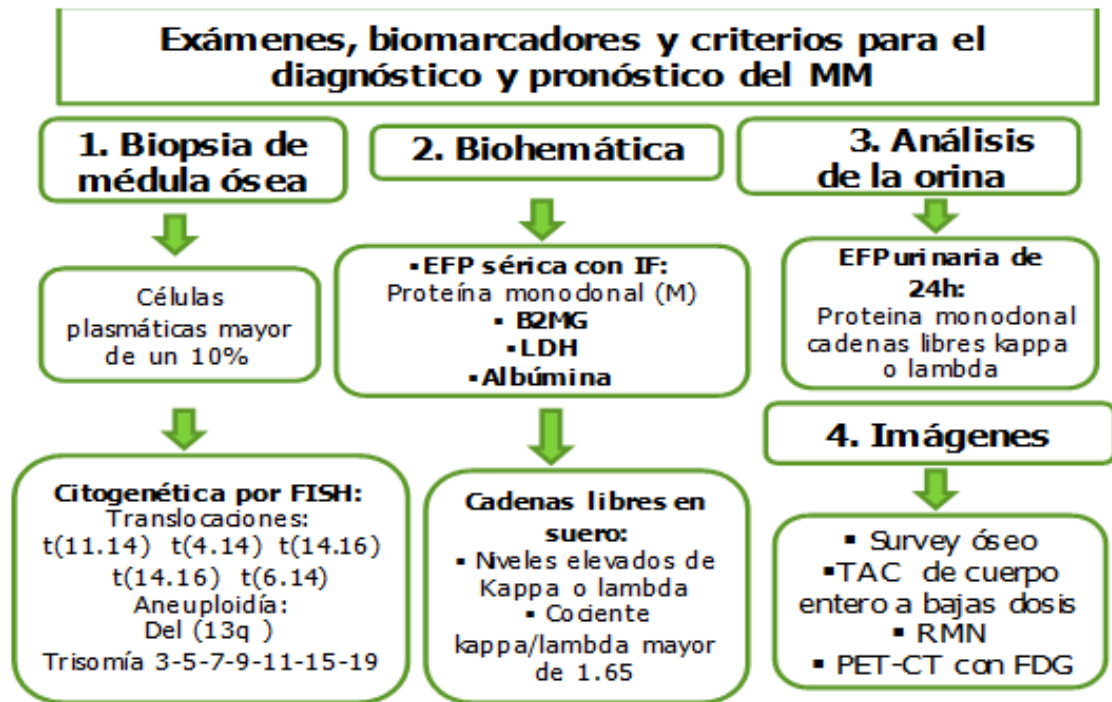 Exámenes, biomarcadores y criterios para el
diagnóstico y pronóstico del MM
1. Biopsia de
médula ósea
Células
plasmáticas mayor
de un 10%
Citogenética por FISH:
Translocaciones:
t(11.14) t(4.14) t(14.16)
t(14.16) t(6.14)
Aneuploidía:
Del (13q )
Trisomía 3-5-7-9-11-15-19
2. Biohemática
▪EFP sérica con IF:
Proteína monoclonal (M)
▪ B2MG
▪LDH
▪Albúmina
Cadenas libres en
suero:
▪ Niveles elevados de
Kappa o lambda
▪ Cociente
kappa/lambda mayor
de 1.65
3. Análisis
de la orina
EFP urinaria de
24h:
Proteina monoclonal
cadenas libres kappa
o lambda
4. Imágenes
▪ Survey óseo
▪TAC de cuerpo
entero a bajas dosis
▪ RMN
▪ PET-CT con FDG